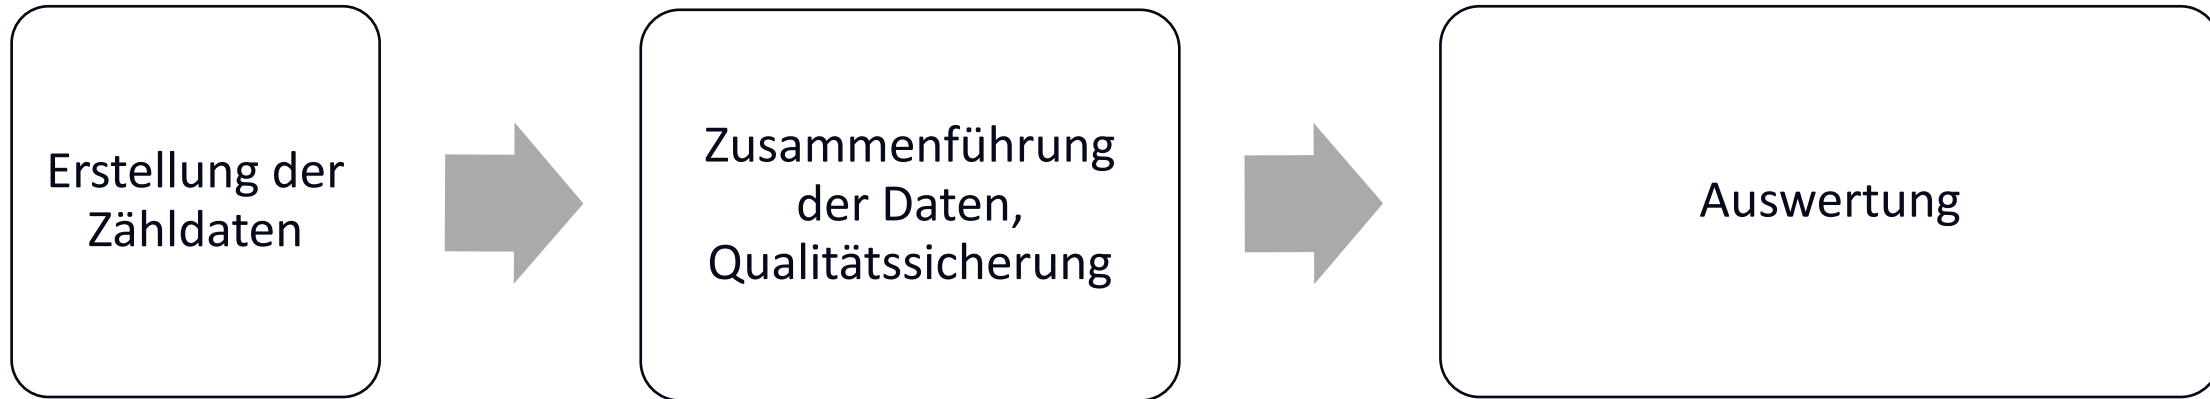 Erstellung der
Zähldaten
Zusammenführung
der Daten,
Qualitätssicherung
Auswertung